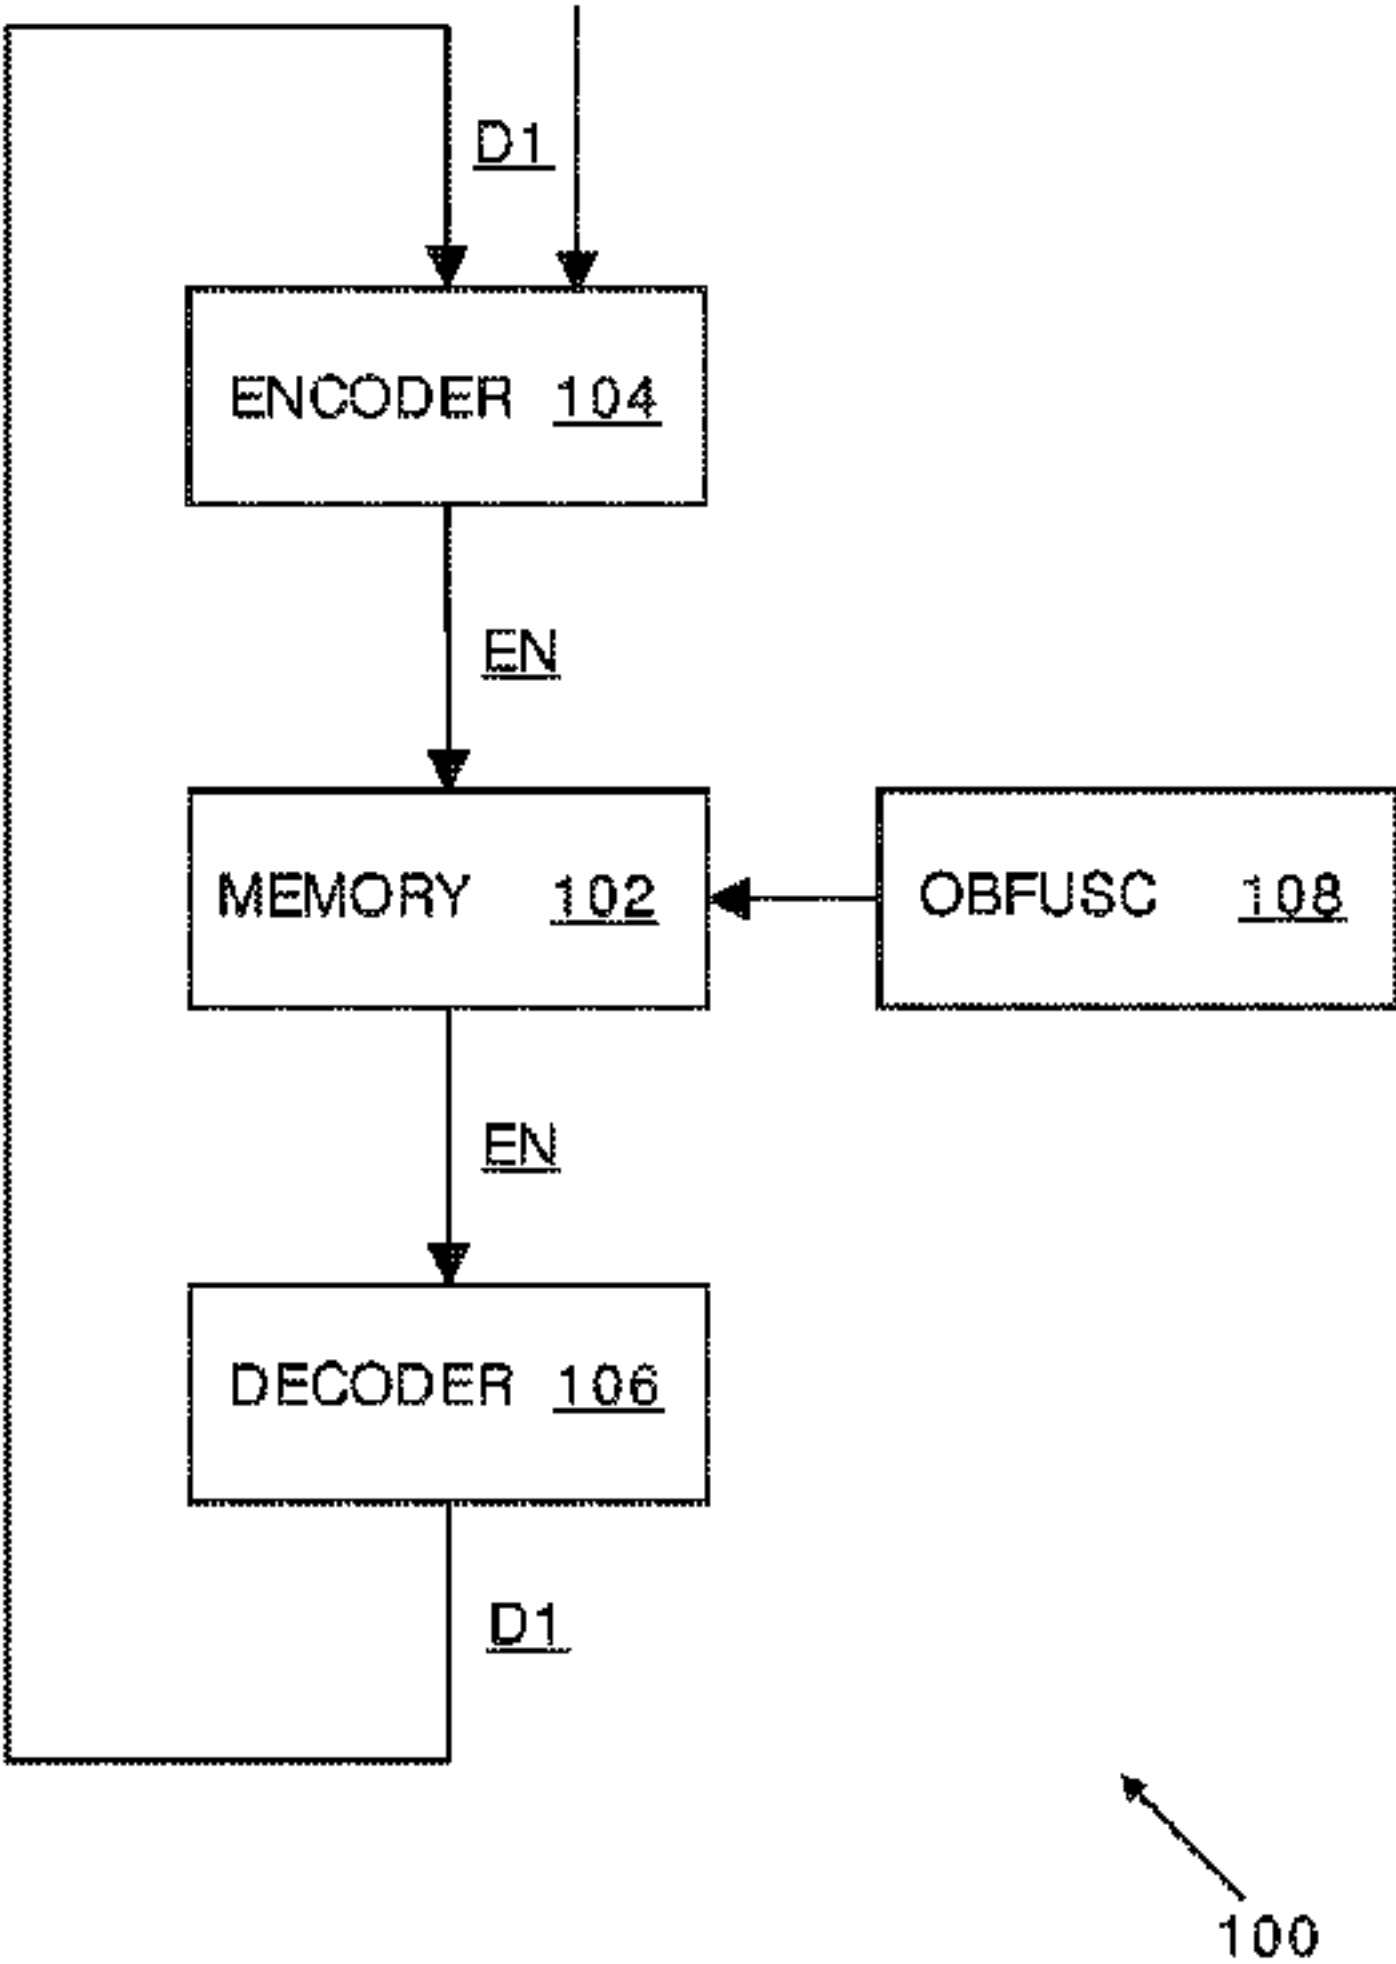 D1
ENCODER 104
EN
MEMORY 102
OBFUSC 108
EN
DECODER 106
D1
100